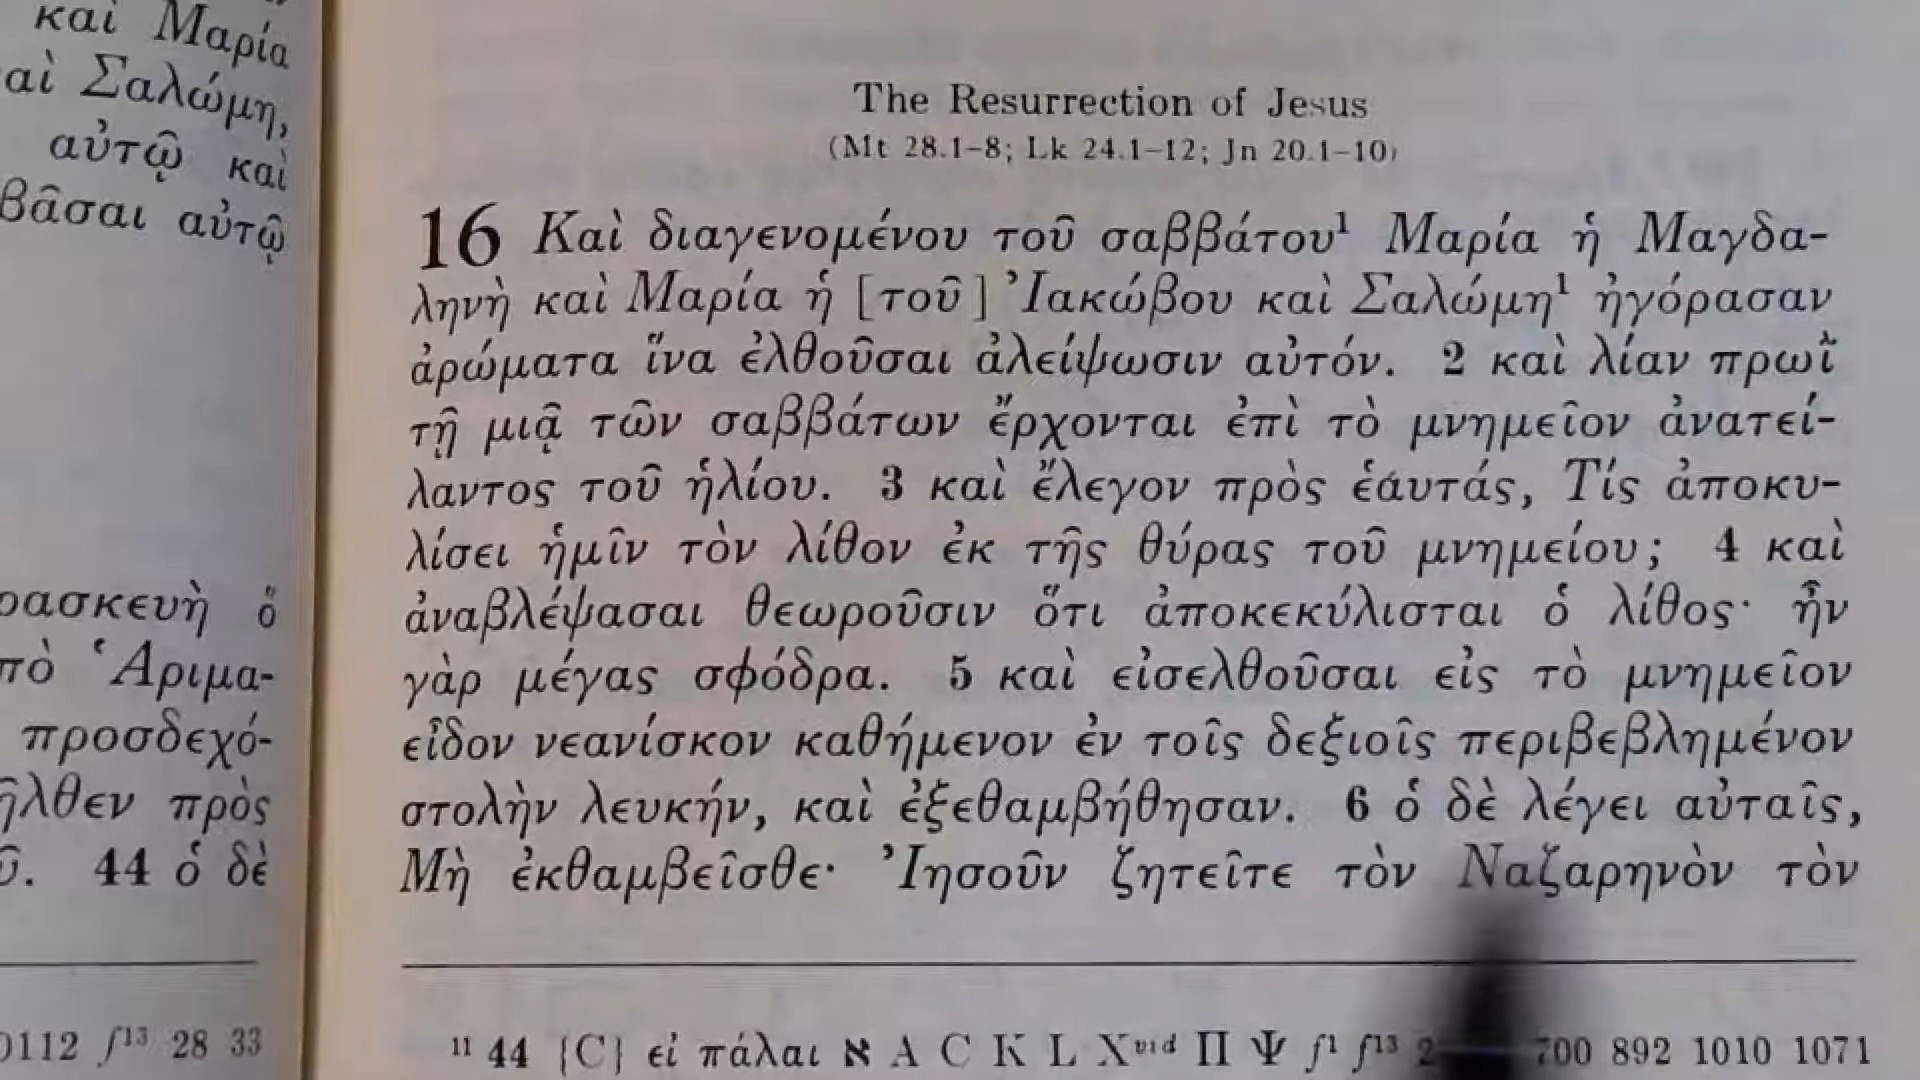 καὶ Μαρία
αὶ Σαλώμη,
αὐτῷ καὶ
βᾶσαι αὐτῷ
ρασκευὴ ὅ
πὸ Ἁριμα-
προσδεχό-
ῆλθεν πρὸς
ῦ. 44 ὁ δὲ
0112 f¹³ 28 33
The Resurrection of Jesus
(Mt 28.1–8; Lk 24.1–12; Jn 20.1–10)
16 Καὶ διαγενομένου τοῦ σαββάτου¹ Μαρία ἡ Μαγδα-
ληνὴ καὶ Μαρία ἡ [τοῦ] Ἰακώβου καὶ Σαλώμη¹ ἠγόρασαν
ἀρώματα ἵνα ἐλθοῦσαι ἀλείψωσιν αὐτόν. 2 καὶ λίαν πρωῒ
τῇ μιᾷ τῶν σαββάτων ἔρχονται ἐπὶ τὸ μνημεῖον ἀνατεί-
λαντος τοῦ ἡλίου. 3 καὶ ἔλεγον πρὸς ἑαυτάς, Τίς ἀποκυ-
λίσει ἡμῖν τὸν λίθον ἐκ τῆς θύρας τοῦ μνημείου; 4 καὶ
ἀναβλέψασαι θεωροῦσιν ὅτι ἀποκεκύλισται ὁ λίθος· ἦν
γὰρ μέγας σφόδρα. 5 καὶ εἰσελθοῦσαι εἰς τὸ μνημεῖον
εἶδον νεανίσκον καθήμενον ἐν τοῖς δεξιοῖς περιβεβλημένον
στολὴν λευκήν, καὶ ἐξεθαμβήθησαν. 6 ὁ δὲ λέγει αὐταῖς,
Μὴ ἐκθαμβεῖσθε· Ἰησοῦν ζητεῖτε τὸν Ναζαρηνὸν τὸν
¹¹ 44 {C} εἰ πάλαι א A C K L Xᵛⁱᵈ Π Ψ f¹ f¹³ 700 892 1010 1071